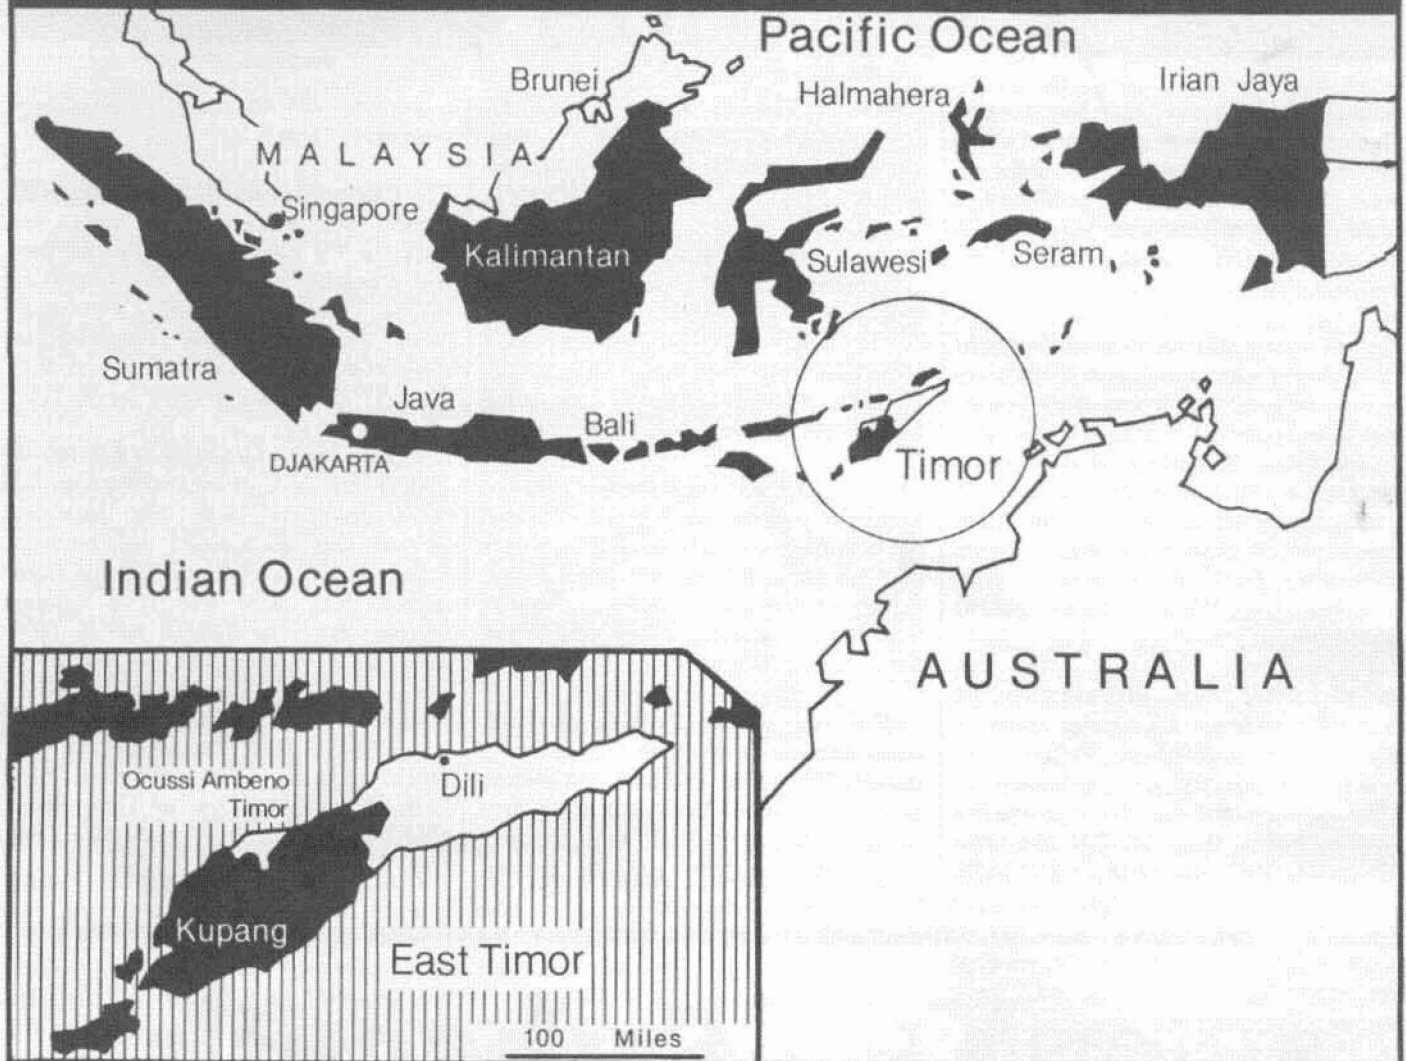 Pacific Ocean
Brunei
Halmahera
Irian Jaya
MALAYSIA
Singapore
Kalimantan
Sulawesi
Seram
Sumatra
Java
Bali
DJAKARTA
Timor
Indian Ocean
AUSTRALIA
Ocussi Ambeno
Timor
Dili
Kupang
East Timor
100 Miles